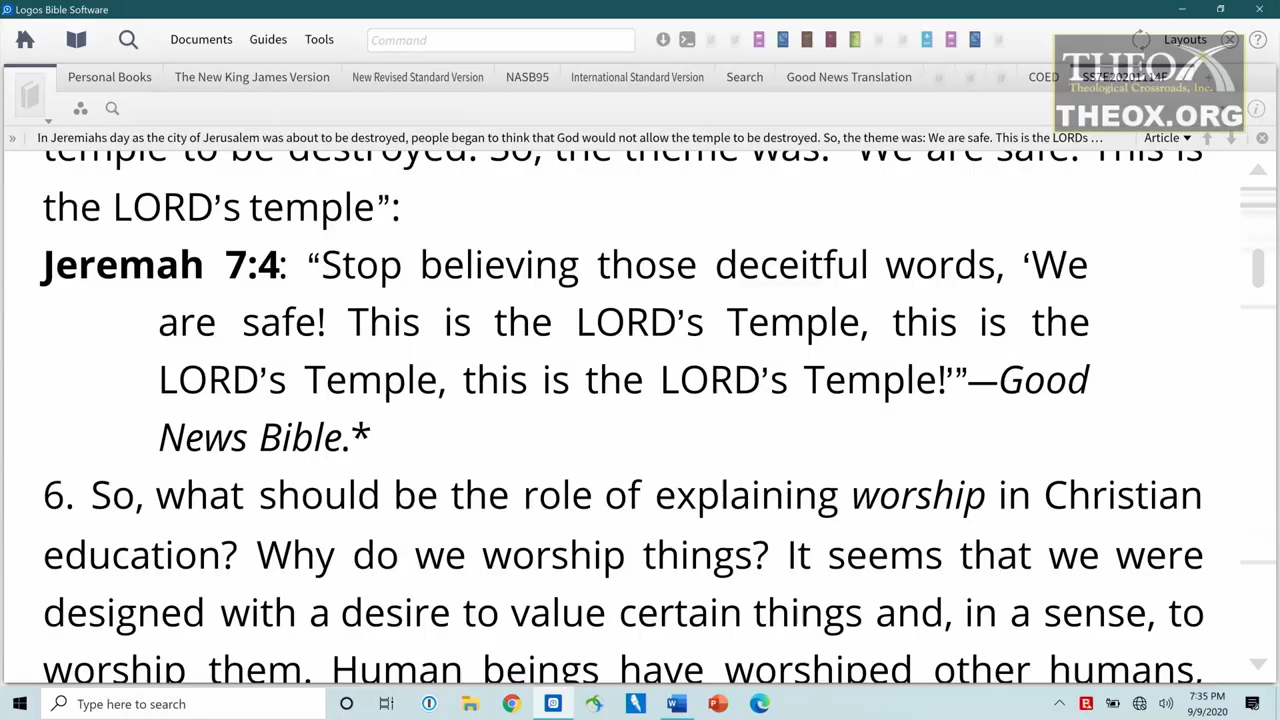 Logos Bible Software
Documents Guides Tools Command Layouts
Personal Books The New King James Version New Revised Standard Version NASB95 International Standard Version Search Good News Translation COED SS7E20201114F
THEOX
Theological Crossroads, Inc.
THEOX.ORG
In Jeremiahs day as the city of Jerusalem was about to be destroyed, people began to think that God would not allow the temple to be destroyed. So, the theme was: We are safe. This is the LORDs ... Article
temple to be destroyed. So, the theme was: "We are safe. This is
the LORD's temple":
Jeremah 7:4: “Stop believing those deceitful words, ‘We
are safe! This is the LORD’s Temple, this is the
LORD’s Temple, this is the LORD’s Temple!’”—Good
News Bible.*
6. So, what should be the role of explaining worship in Christian
education? Why do we worship things? It seems that we were
designed with a desire to value certain things and, in a sense, to
worship them. Human beings have worshiped other humans,
Type here to search
7:35 PM
9/9/2020